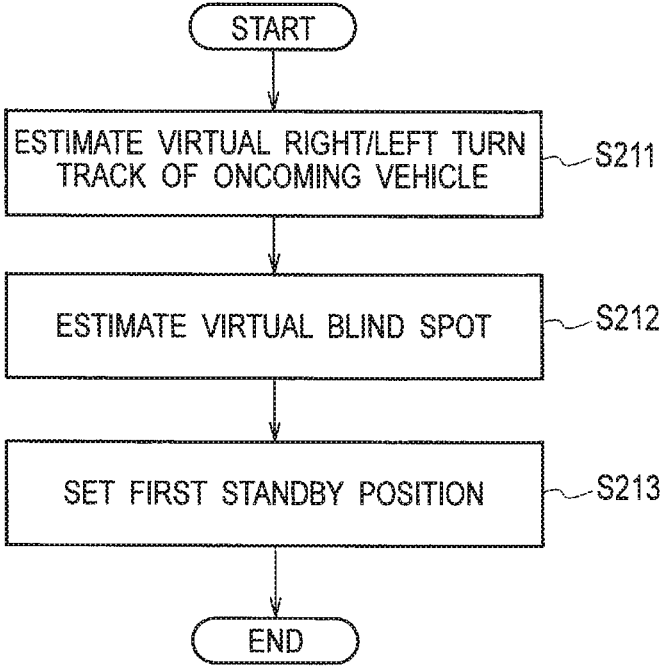 START
ESTIMATE VIRTUAL RIGHT/LEFT TURN
TRACK OF ONCOMING VEHICLE
S211
ESTIMATE VIRTUAL BLIND SPOT
S212
SET FIRST STANDBY POSITION
S213
END